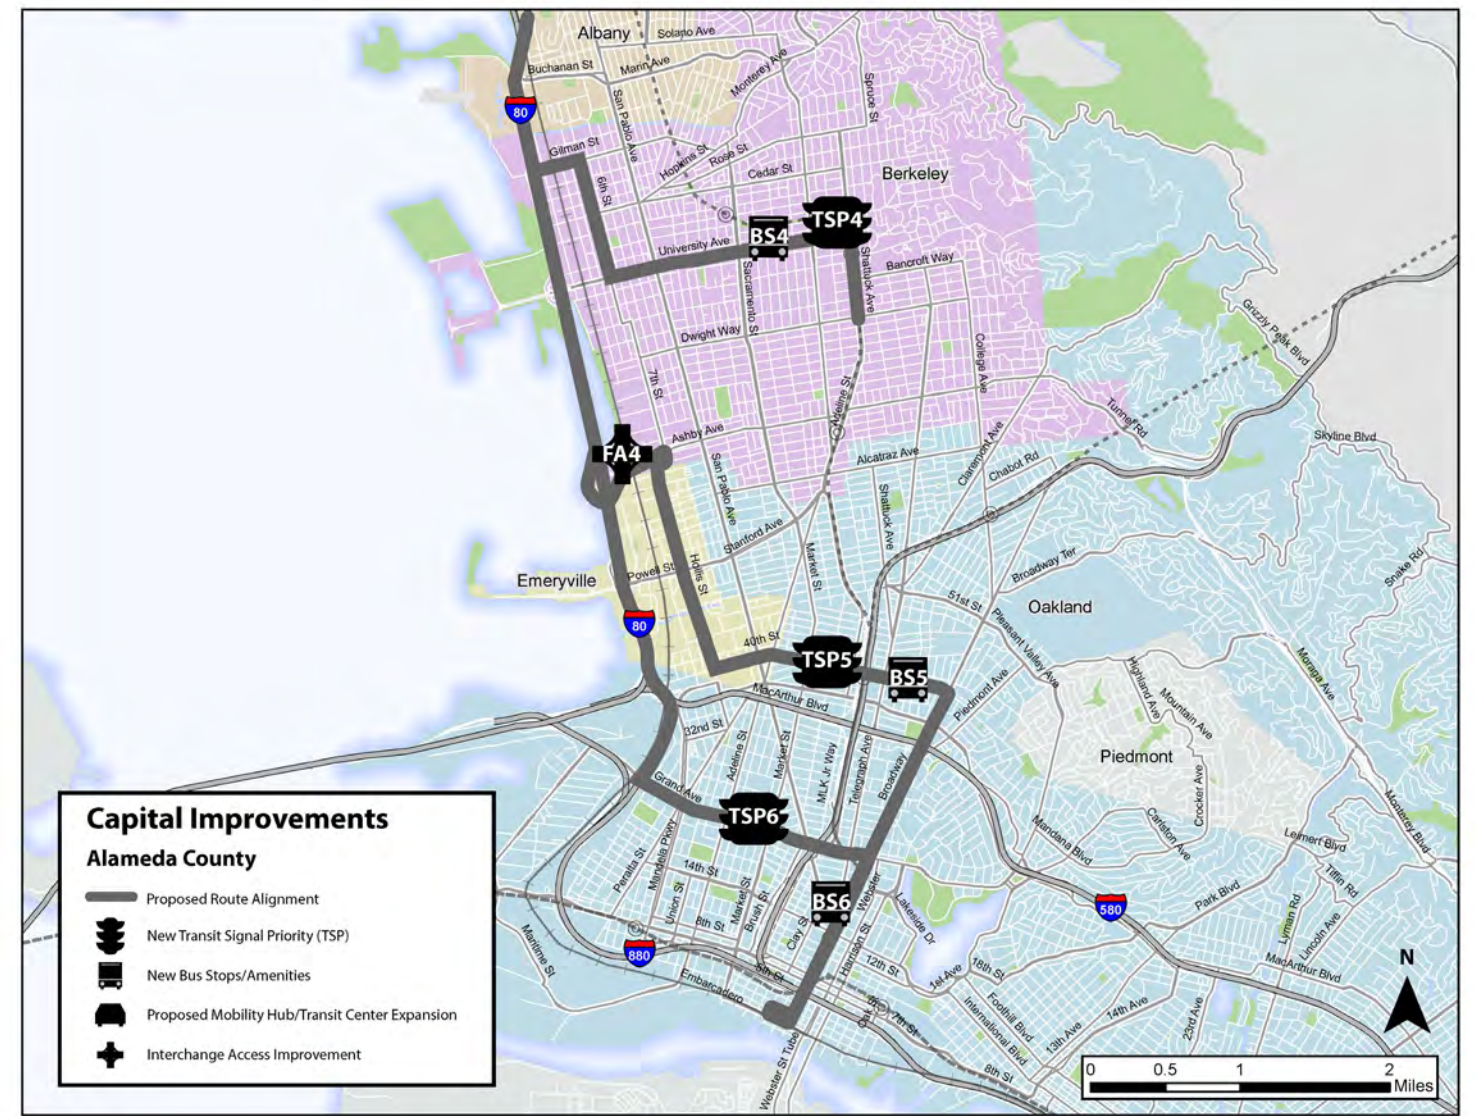 Albany
Solano Ave
Buchanan St
Marin Ave
Monterey Ave
Spruce St
80
San Pablo Ave
Gilman St
Hopkins St
Rose St
Cedar St
Berkeley
6th St
TSP4
BS4
University Ave
Shattuck Ave
Bancroft Way
Sacramento St
Grizzly Peak Blvd
Dwight Way
College Ave
7th St
Adeline St
Tunnel Rd
Ashby Ave
Skyline Blvd
FA4
Alcatraz Ave
Claremont Ave
Chabot Rd
San Pablo Ave
Shattuck Ave
Stanford Ave
Market St
Hollis St
Powell St
Emeryville
Broadway Ter
Snake Rd
51st St
Oakland
Pleasant Valley Ave
80
40th St
TSP5
BS5
Moraga Ave
Highland Ave
Mountain Ave
MacArthur Blvd
Piedmont Ave
32nd St
Adeline St
Market St
MLK Jr Way
Telegraph Ave
Broadway
Piedmont
Crocker Ave
Grand Ave
TSP6
Mandana Blvd
Carlston Ave
Monterey Blvd
Leimert Blvd
Peralta St
Mandela Pkwy
14th St
Union St
Market St
Brush St
8th St
BS6
Webster
Lakeside Dr
580
Park Blvd
Tiffin Rd
Lyman Rd
Lincoln Ave
Clay St
Harrison St
Maritime St
880
5th St
12th St
1st Ave
18th St
MacArthur Blvd
Embarcadero
Oak St
7th St
Foothill Blvd
International Blvd
14th Ave
13th Ave
23rd Ave
8th St
Webster St Tube
Capital Improvements
Alameda County
Proposed Route Alignment
New Transit Signal Priority (TSP)
New Bus Stops/Amenities
Proposed Mobility Hub/Transit Center Expansion
Interchange Access Improvement
N
0 0.5 1 2
Miles